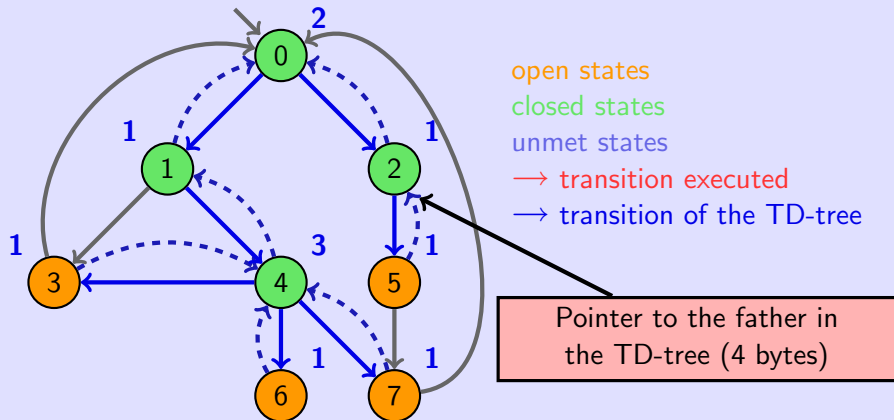 2
0
1
1
1
2
open states
closed states
unmet states
→ transition executed
→ transition of the TD-tree
1
3
3
4
1
5
Pointer to the father in
the TD-tree (4 bytes)
1
1
6
7